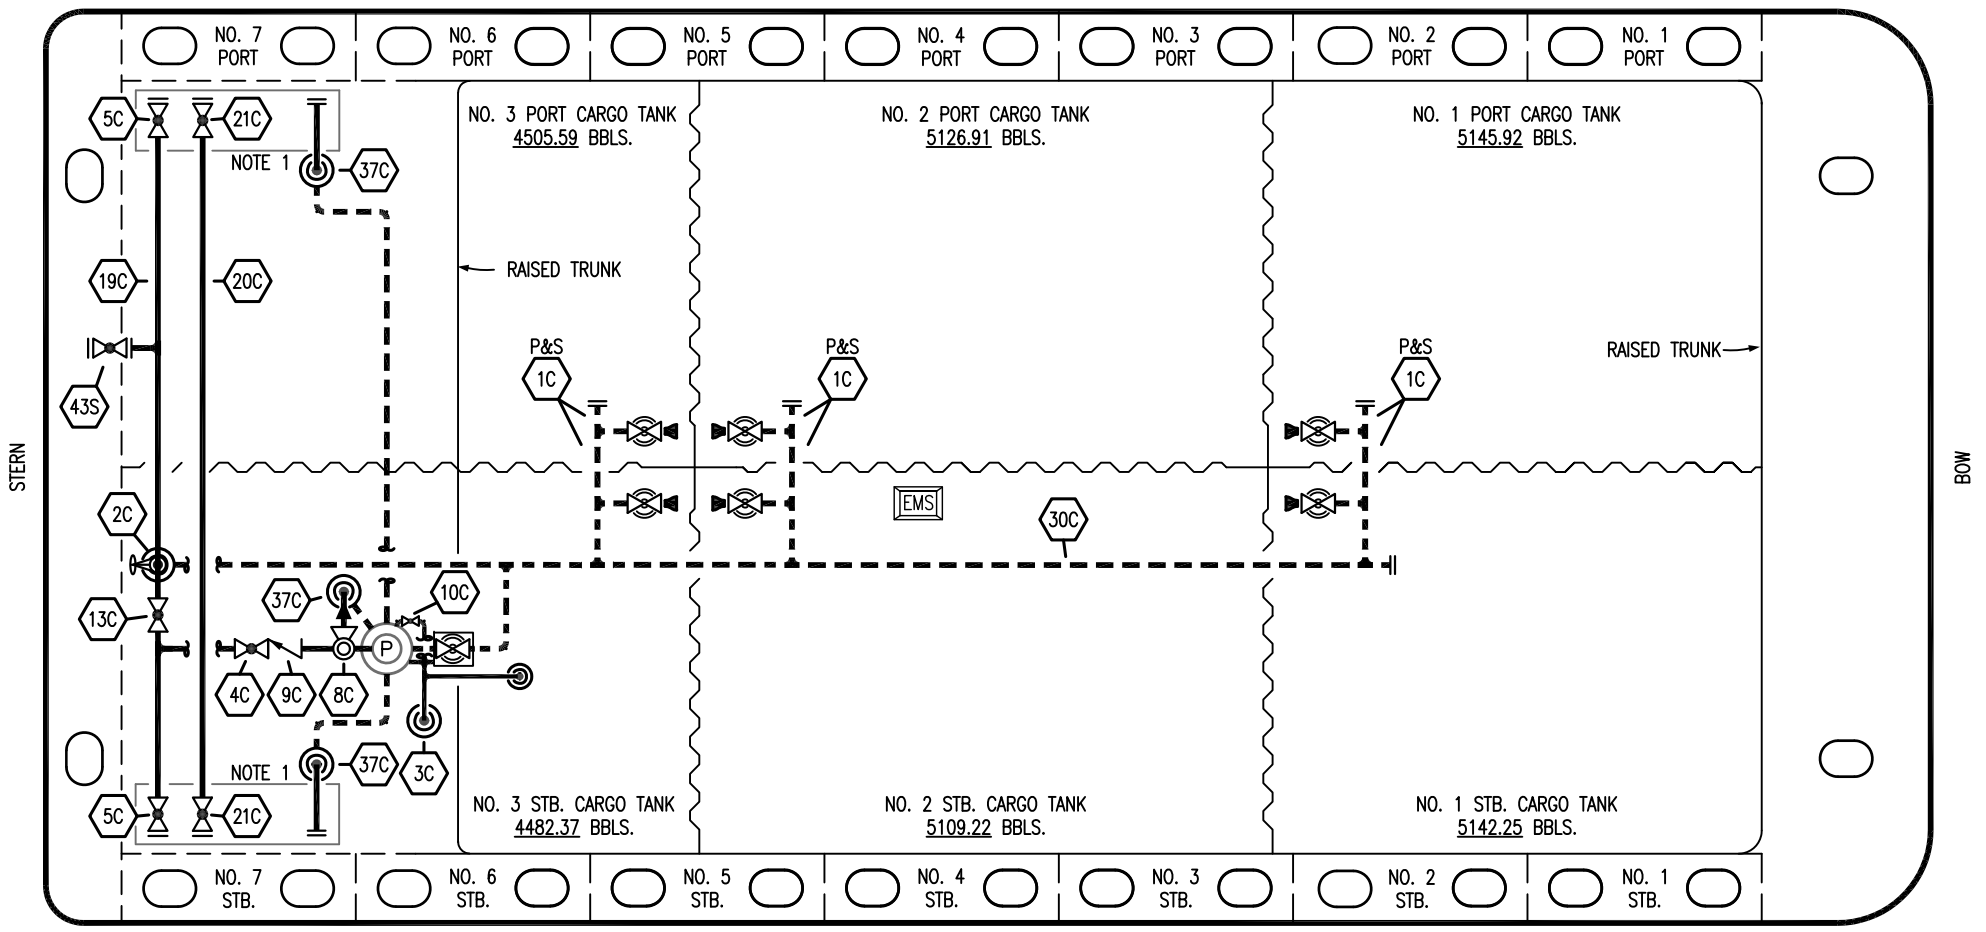 NO. 7
PORT
NO. 6
PORT
NO. 5
PORT
NO. 4
PORT
NO. 3
PORT
NO. 2
PORT
NO. 1
PORT
5C
21C
NOTE 1
37C
NO. 3 PORT CARGO TANK
4505.59 BBLS.
NO. 2 PORT CARGO TANK
5126.91 BBLS.
NO. 1 PORT CARGO TANK
5145.92 BBLS.
19C
20C
RAISED TRUNK
43S
P&S
1C
P&S
1C
P&S
1C
RAISED TRUNK
STERN
BOW
2C
EMS
30C
13C
37C
10C
P
4C
9C
8C
3C
37C
NOTE 1
5C
21C
NO. 3 STB. CARGO TANK
4482.37 BBLS.
NO. 2 STB. CARGO TANK
5109.22 BBLS.
NO. 1 STB. CARGO TANK
5142.25 BBLS.
NO. 7
STB.
NO. 6
STB.
NO. 5
STB.
NO. 4
STB.
NO. 3
STB.
NO. 2
STB.
NO. 1
STB.